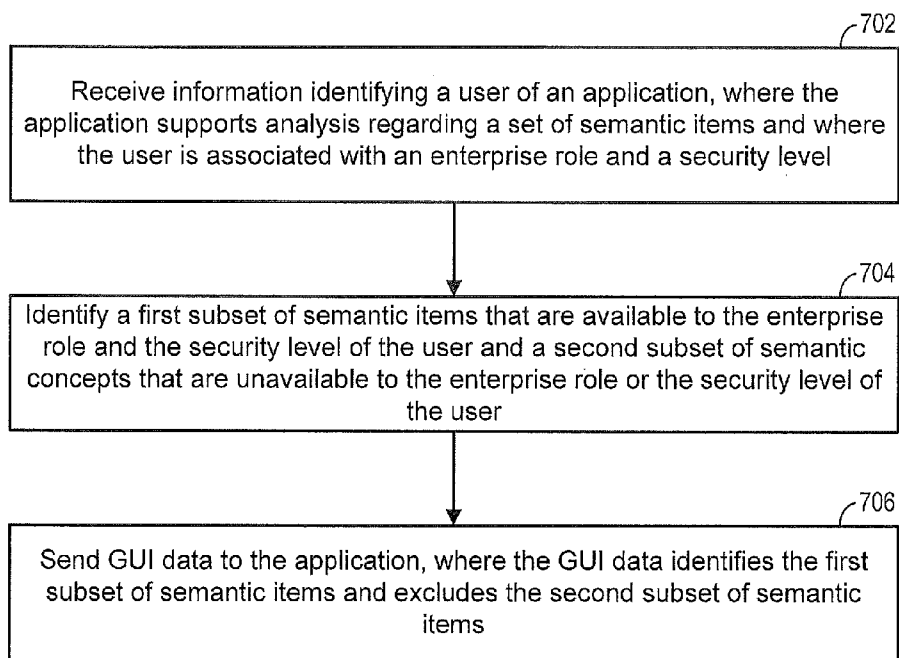 702
Receive information identifying a user of an application, where the
application supports analysis regarding a set of semantic items and where
the user is associated with an enterprise role and a security level
704
Identify a first subset of semantic items that are available to the enterprise
role and the security level of the user and a second subset of semantic
concepts that are unavailable to the enterprise role or the security level of
the user
706
Send GUI data to the application, where the GUI data identifies the first
subset of semantic items and excludes the second subset of semantic
items